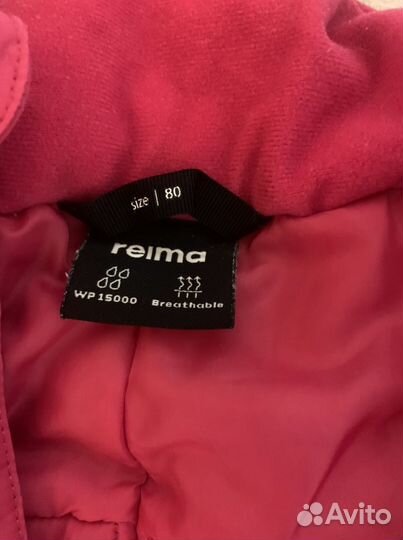 size | 80
reima
WP 15000 Breathable
Avito